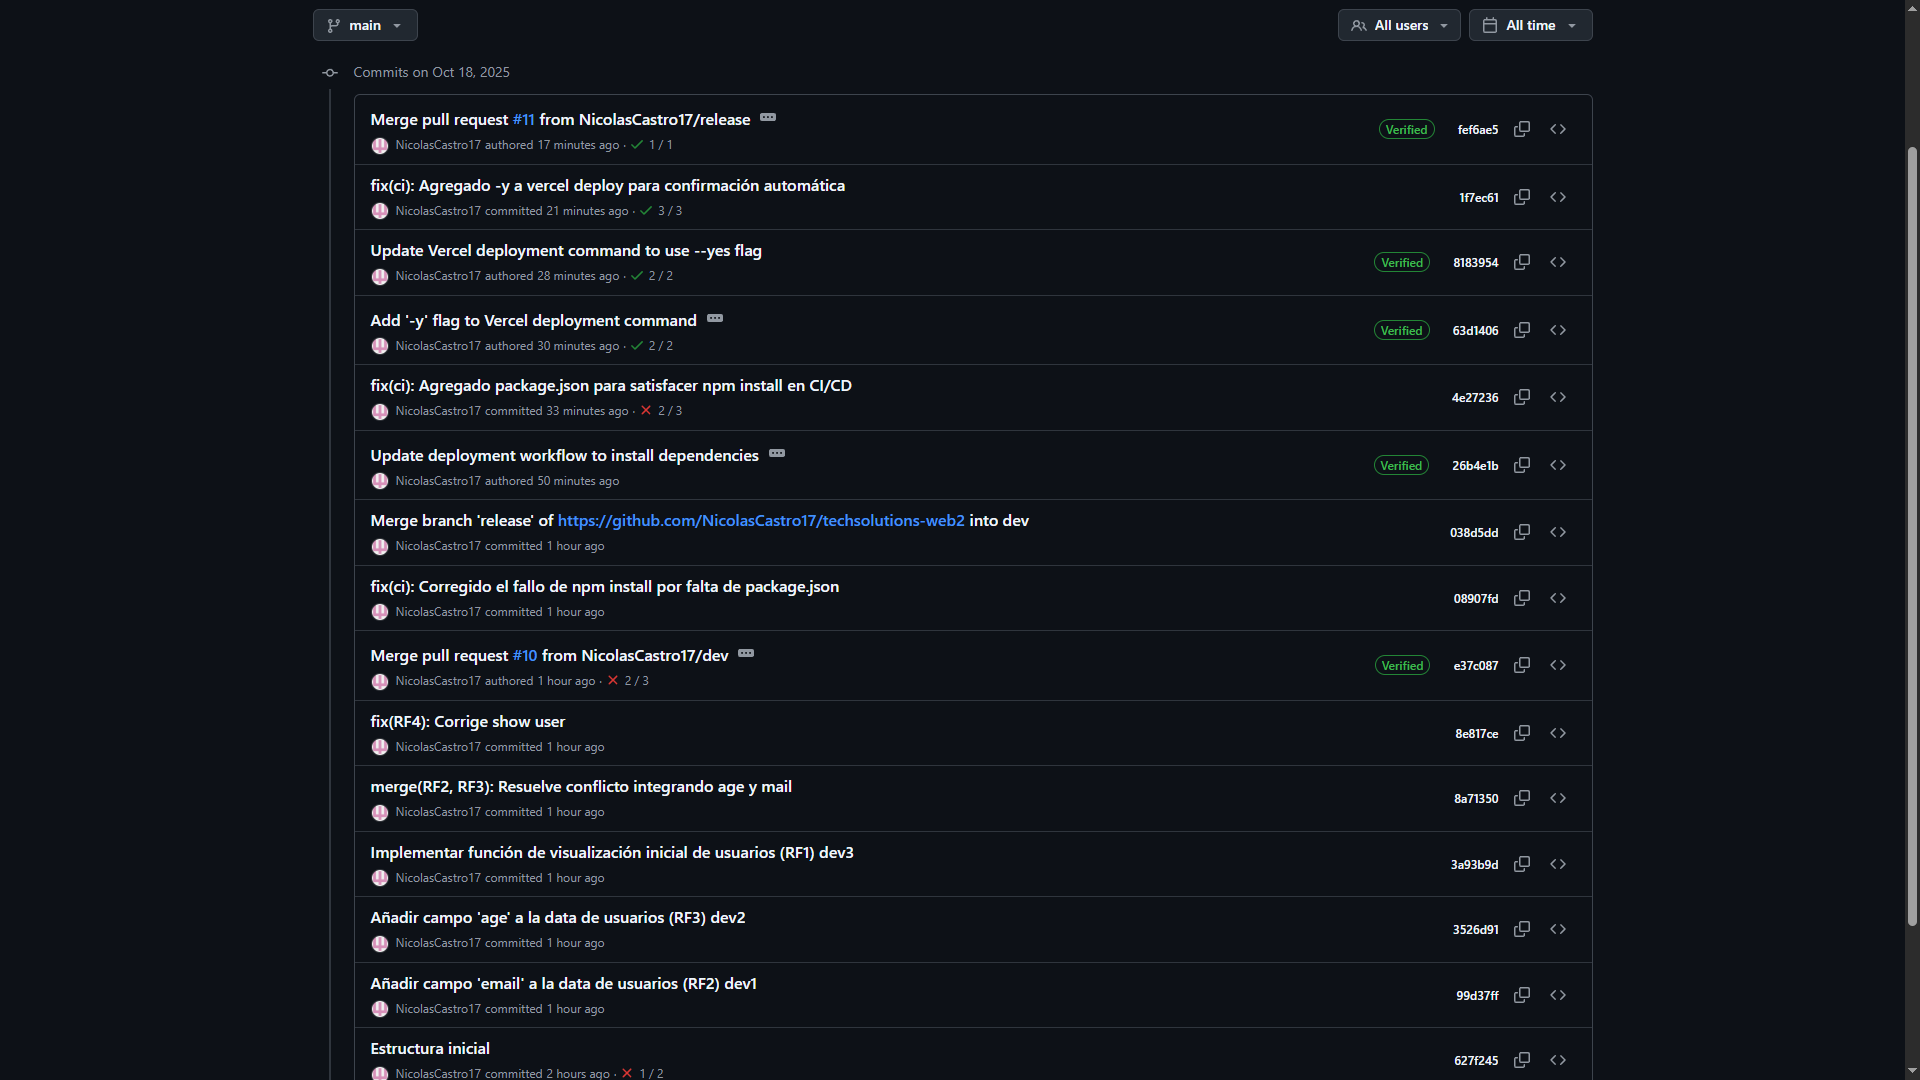 main
All users
All time
Commits on Oct 18, 2025
Merge pull request #11 from NicolasCastro17/release
Verified
fef6ae5
NicolasCastro17 authored 17 minutes ago · 1 / 1
fix(ci): Agregado -y a vercel deploy para confirmación automática
1f7ec61
NicolasCastro17 committed 21 minutes ago · 3 / 3
Update Vercel deployment command to use --yes flag
Verified
8183954
NicolasCastro17 authored 28 minutes ago · 2 / 2
Add '-y' flag to Vercel deployment command
Verified
63d1406
NicolasCastro17 authored 30 minutes ago · 2 / 2
fix(ci): Agregado package.json para satisfacer npm install en CI/CD
4e27236
NicolasCastro17 committed 33 minutes ago · 2 / 3
Update deployment workflow to install dependencies
Verified
26b4e1b
NicolasCastro17 authored 50 minutes ago
Merge branch 'release' of https://github.com/NicolasCastro17/techsolutions-web2 into dev
038d5dd
NicolasCastro17 committed 1 hour ago
fix(ci): Corregido el fallo de npm install por falta de package.json
08907fd
NicolasCastro17 committed 1 hour ago
Merge pull request #10 from NicolasCastro17/dev
Verified
e37c087
NicolasCastro17 authored 1 hour ago · 2 / 3
fix(RF4): Corrige show user
8e817ce
NicolasCastro17 committed 1 hour ago
merge(RF2, RF3): Resuelve conflicto integrando age y mail
8a71350
NicolasCastro17 committed 1 hour ago
Implementar función de visualización inicial de usuarios (RF1) dev3
3a93b9d
NicolasCastro17 committed 1 hour ago
Añadir campo 'age' a la data de usuarios (RF3) dev2
3526d91
NicolasCastro17 committed 1 hour ago
Añadir campo 'email' a la data de usuarios (RF2) dev1
99d37ff
NicolasCastro17 committed 1 hour ago
Estructura inicial
627f245
NicolasCastro17 committed 2 hours ago · 1 / 2